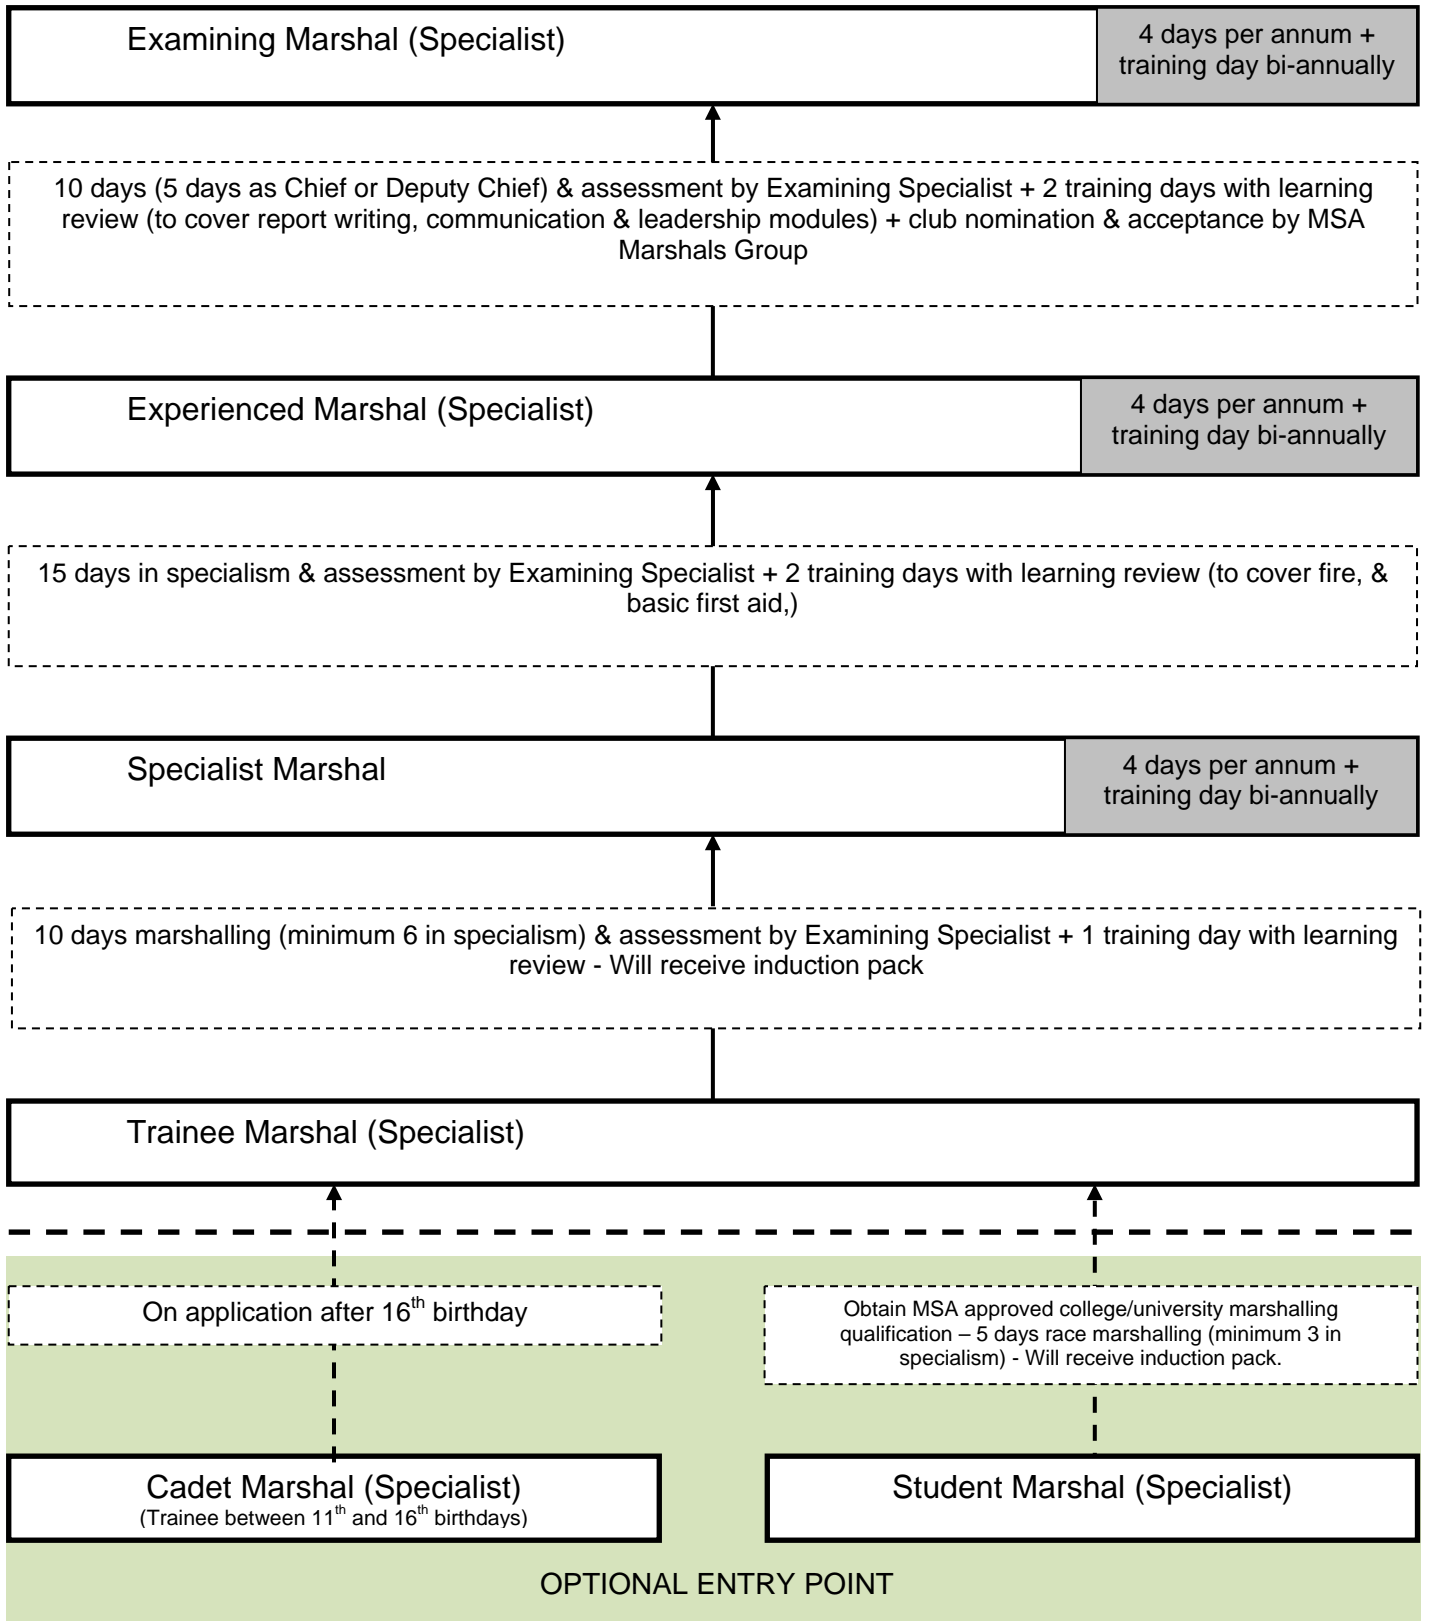 Examining Marshal (Specialist)
4 days per annum +
training day bi-annually
10 days (5 days as Chief or Deputy Chief) & assessment by Examining Specialist + 2 training days with learning
review (to cover report writing, communication & leadership modules) + club nomination & acceptance by MSA
Marshals Group
Experienced Marshal (Specialist)
4 days per annum +
training day bi-annually
15 days in specialism & assessment by Examining Specialist + 2 training days with learning review (to cover fire, &
basic first aid,)
Specialist Marshal
4 days per annum +
training day bi-annually
10 days marshalling (minimum 6 in specialism) & assessment by Examining Specialist + 1 training day with learning
review - Will receive induction pack
Trainee Marshal (Specialist)
On application after 16th birthday
Obtain MSA approved college/university marshalling
qualification – 5 days race marshalling (minimum 3 in
specialism) - Will receive induction pack.
Cadet Marshal (Specialist)
(Trainee between 11th and 16th birthdays)
Student Marshal (Specialist)
OPTIONAL ENTRY POINT